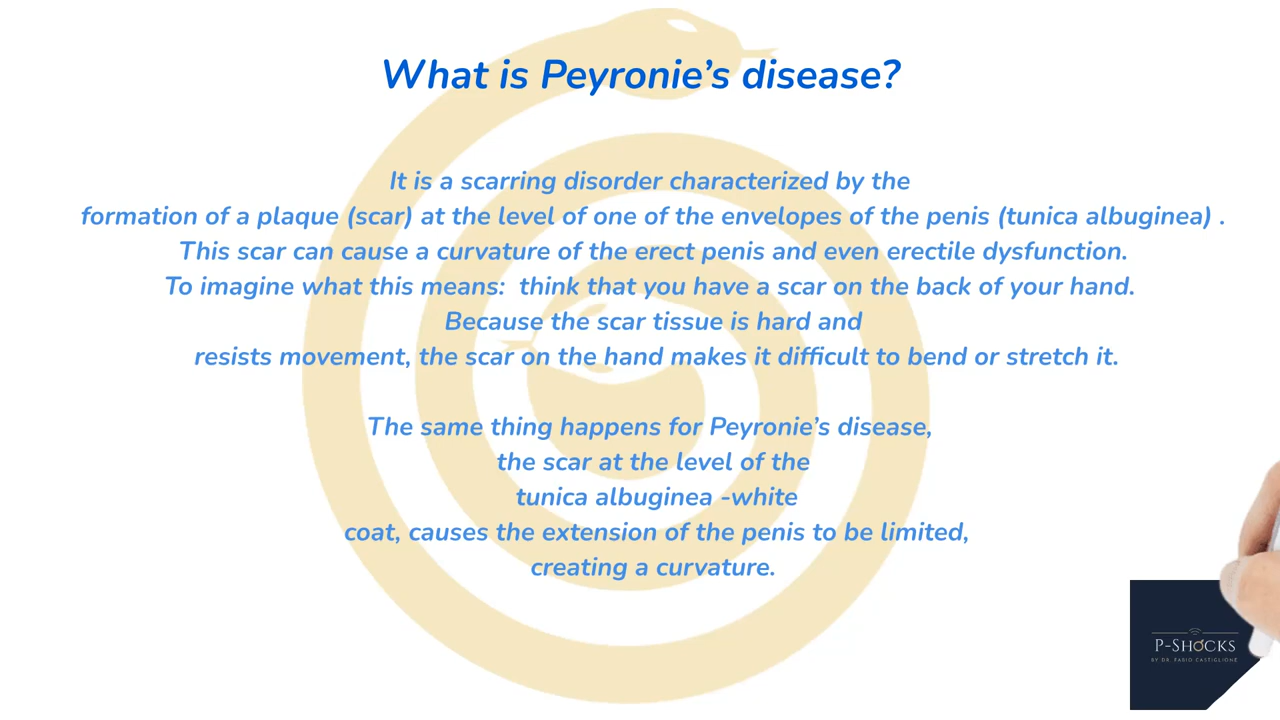 What is Peyronie's disease?
It is a scarring disorder characterized by the
formation of a plaque (scar) at the level of one of the envelopes of the penis (tunica albuginea) .
This scar can cause a curvature of the erect penis and even erectile dysfunction.
To imagine what this means:  think that you have a scar on the back of your hand.
Because the scar tissue is hard and
resists movement, the scar on the hand makes it difficult to bend or stretch it.
The same thing happens for Peyronie's disease,
the scar at the level of the
tunica albuginea -white
coat, causes the extension of the penis to be limited,
creating a curvature.
P-SHOCKS
BY DR. FABIO CASTIGLIONE